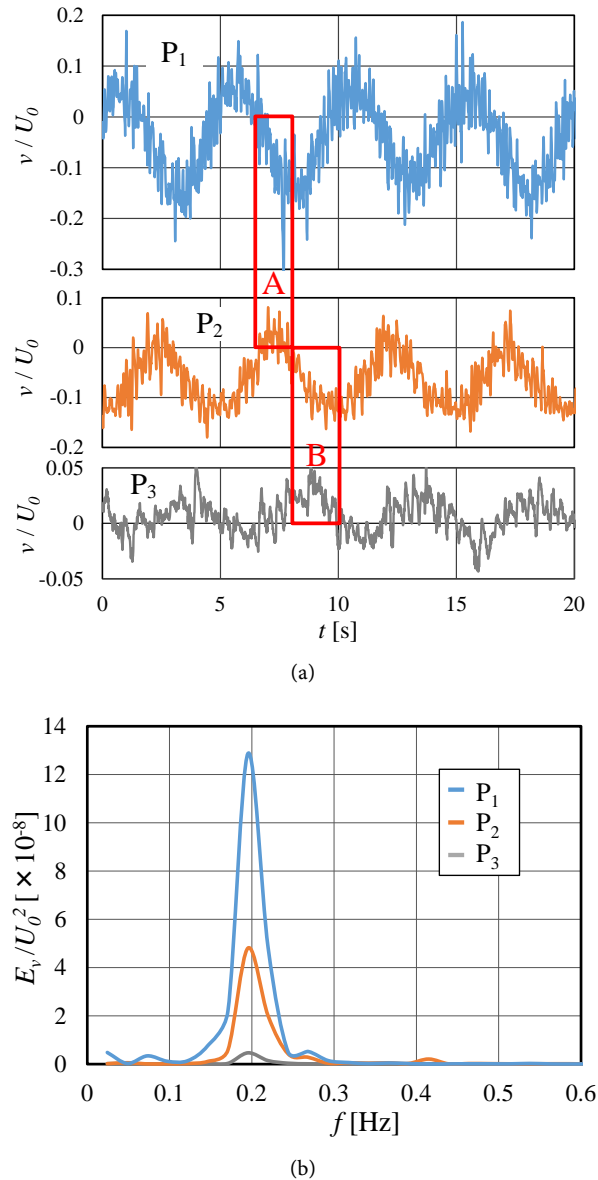 0.2
0.1
0
-0.1
-0.2
-0.3
v / U0
P1
A
0.1
0
-0.1
-0.2
v / U0
P2
B
0.05
0
-0.05
v / U0
P3
0 5 10 15 20
t [s]
(a)
14
12
10
8
6
4
2
0
Ev/U0² [×10⁻⁸]
P1
P2
P3
0 0.1 0.2 0.3 0.4 0.5 0.6
f [Hz]
(b)